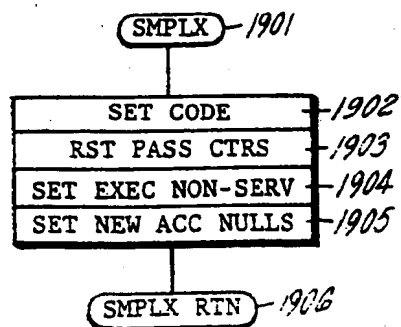 SMPLX 1901
SET CODE 1902
RST PASS CTRS 1903
SET EXEC NON-SERV 1904
SET NEW ACC NULLS 1905
SMPLX RTN 1906